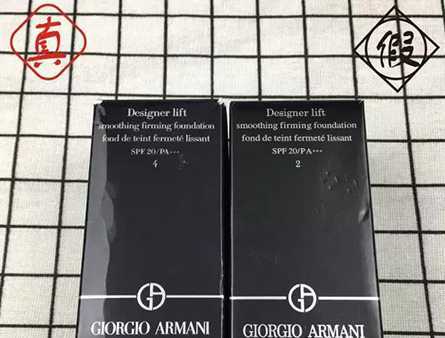 真
假
Designer lift
smoothing firming foundation
fond de teint fermeté lissant
SPF 20/PA+++
4
GIORGIO ARMANI
Designer lift
smoothing firming foundation
fond de teint fermeté lissant
SPF 20/PA+++
2
GIORGIO ARMANI